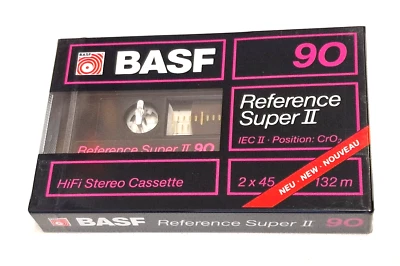 BASF
BASF 90
Reference
Super II
IEC II · Position: CrO₂
Reference Super II 90
NEU · NEW · NOUVEAU
HiFi Stereo Cassette 2 x 45 132 m
BASF
BASF Reference Super II 90